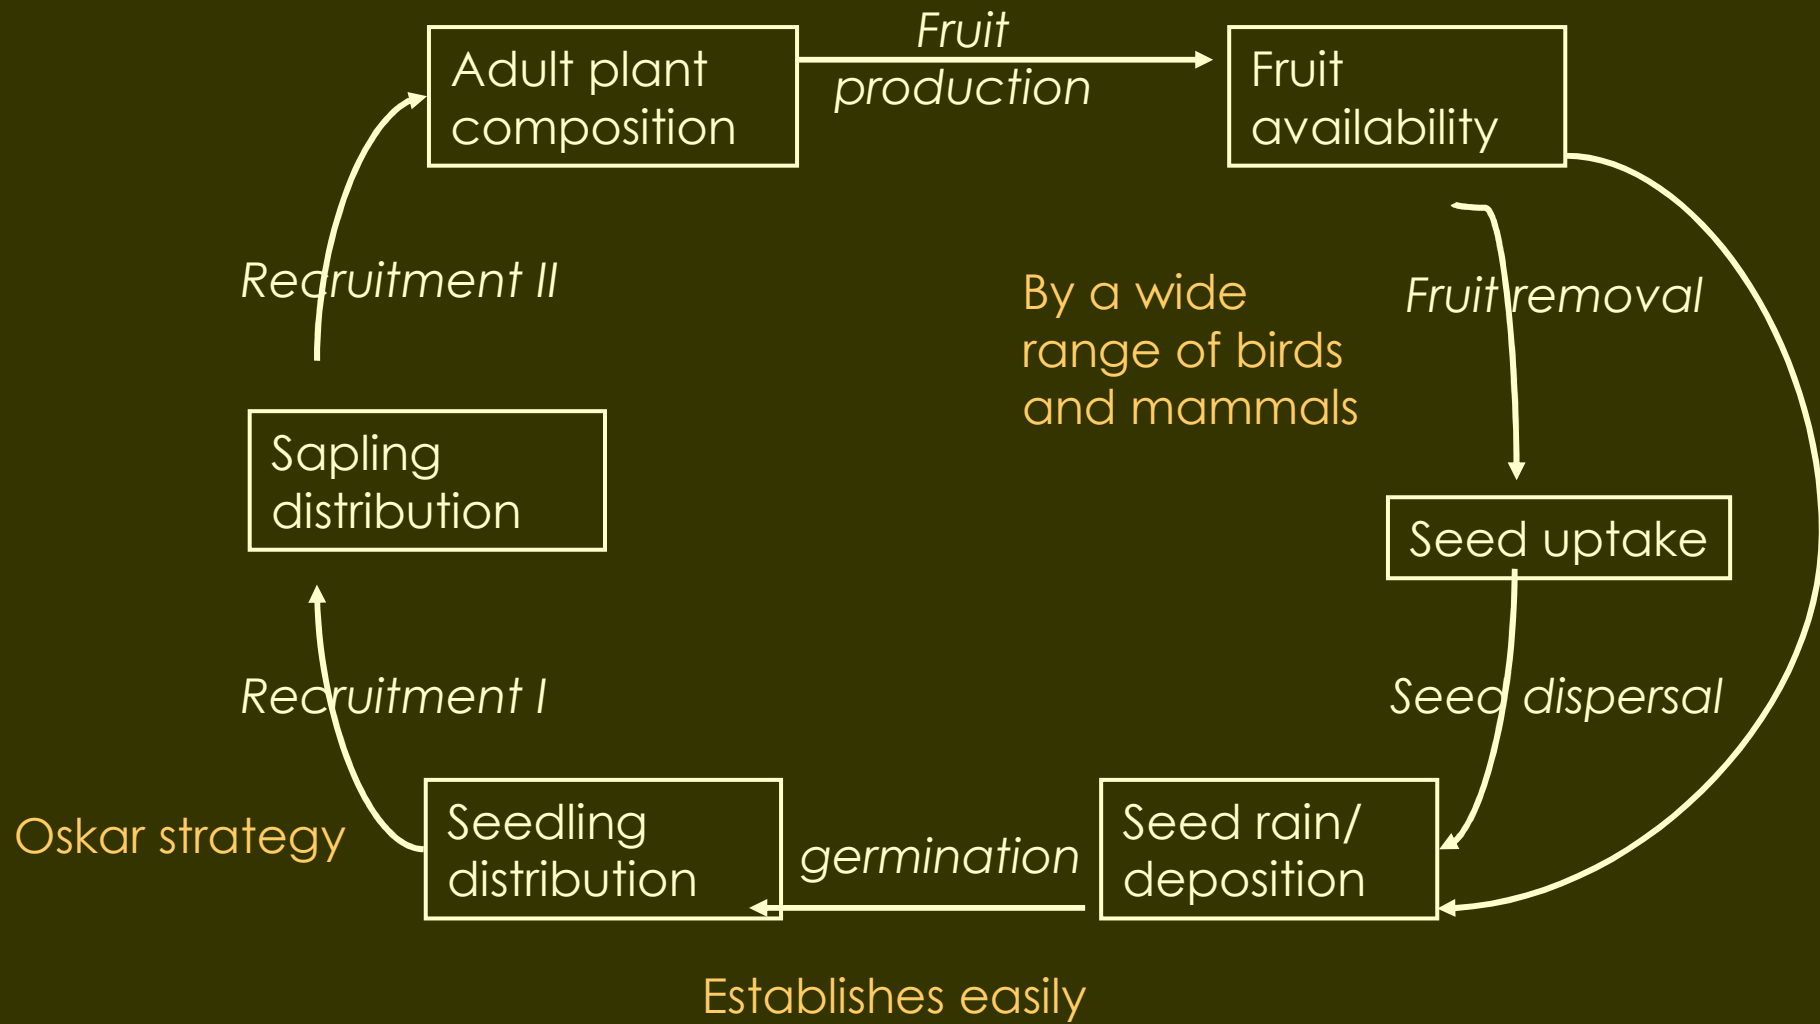 Adult plant
composition
Fruit
production
Fruit
availability
Recruitment II
By a wide
range of birds
and mammals
Fruit removal
Sapling
distribution
Seed uptake
Recruitment I
Seed dispersal
Oskar strategy
Seedling
distribution
germination
Seed rain/
deposition
Establishes easily